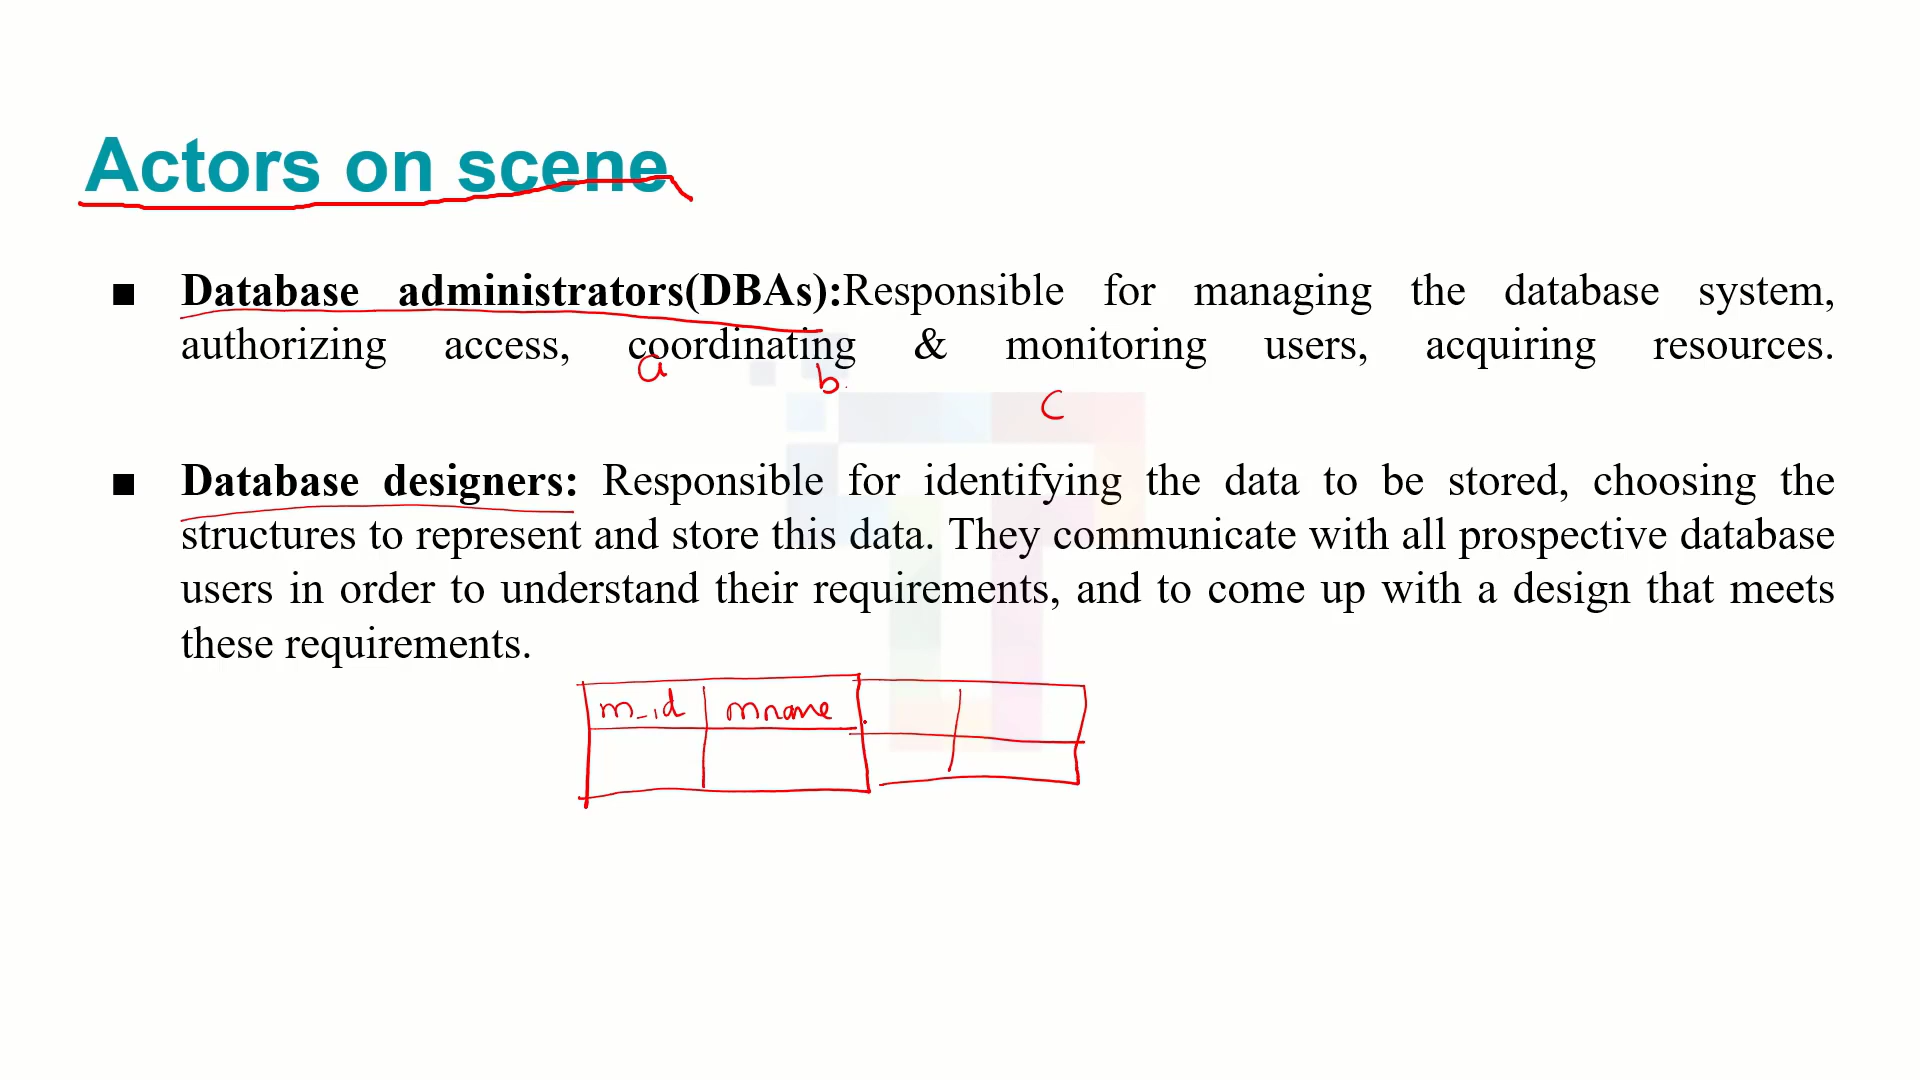 Actors on scene
■ Database administrators(DBAs):Responsible for managing the database system,
authorizing access, coordinating & monitoring users, acquiring resources.
a b.
c
■ Database designers: Responsible for identifying the data to be stored, choosing the
structures to represent and store this data. They communicate with all prospective database
users in order to understand their requirements, and to come up with a design that meets
these requirements.
m_id mname